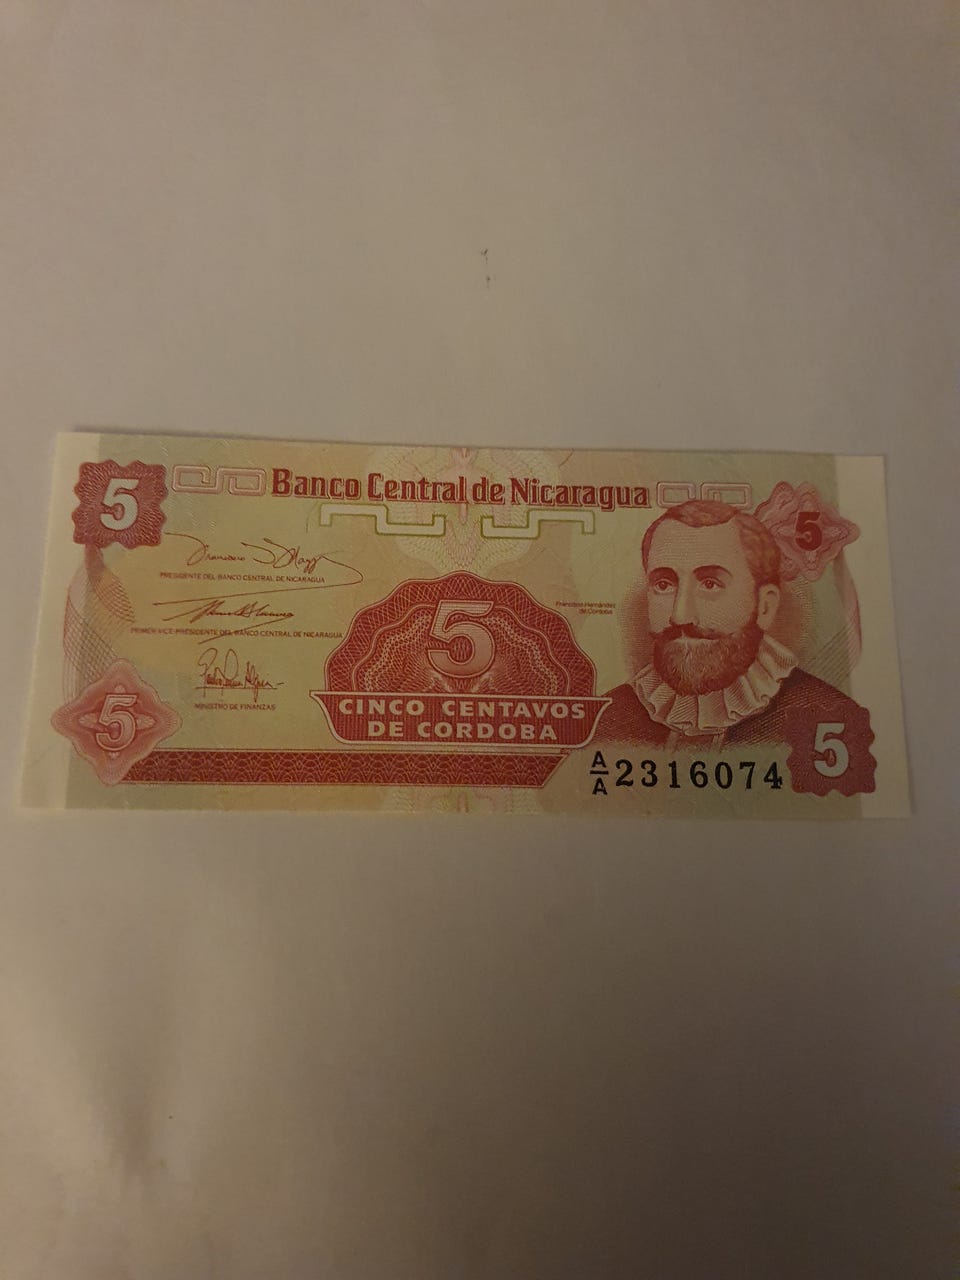 5
Banco Central de Nicaragua
5
PRESIDENTE DEL BANCO CENTRAL DE NICARAGUA
PRIMER VICE-PRESIDENTE DEL BANCO CENTRAL DE NICARAGUA
MINISTRO DE FINANZAS
5
Francisco Hernández
de Córdoba
5
CINCO CENTAVOS
DE CORDOBA
5
A/A 2316074